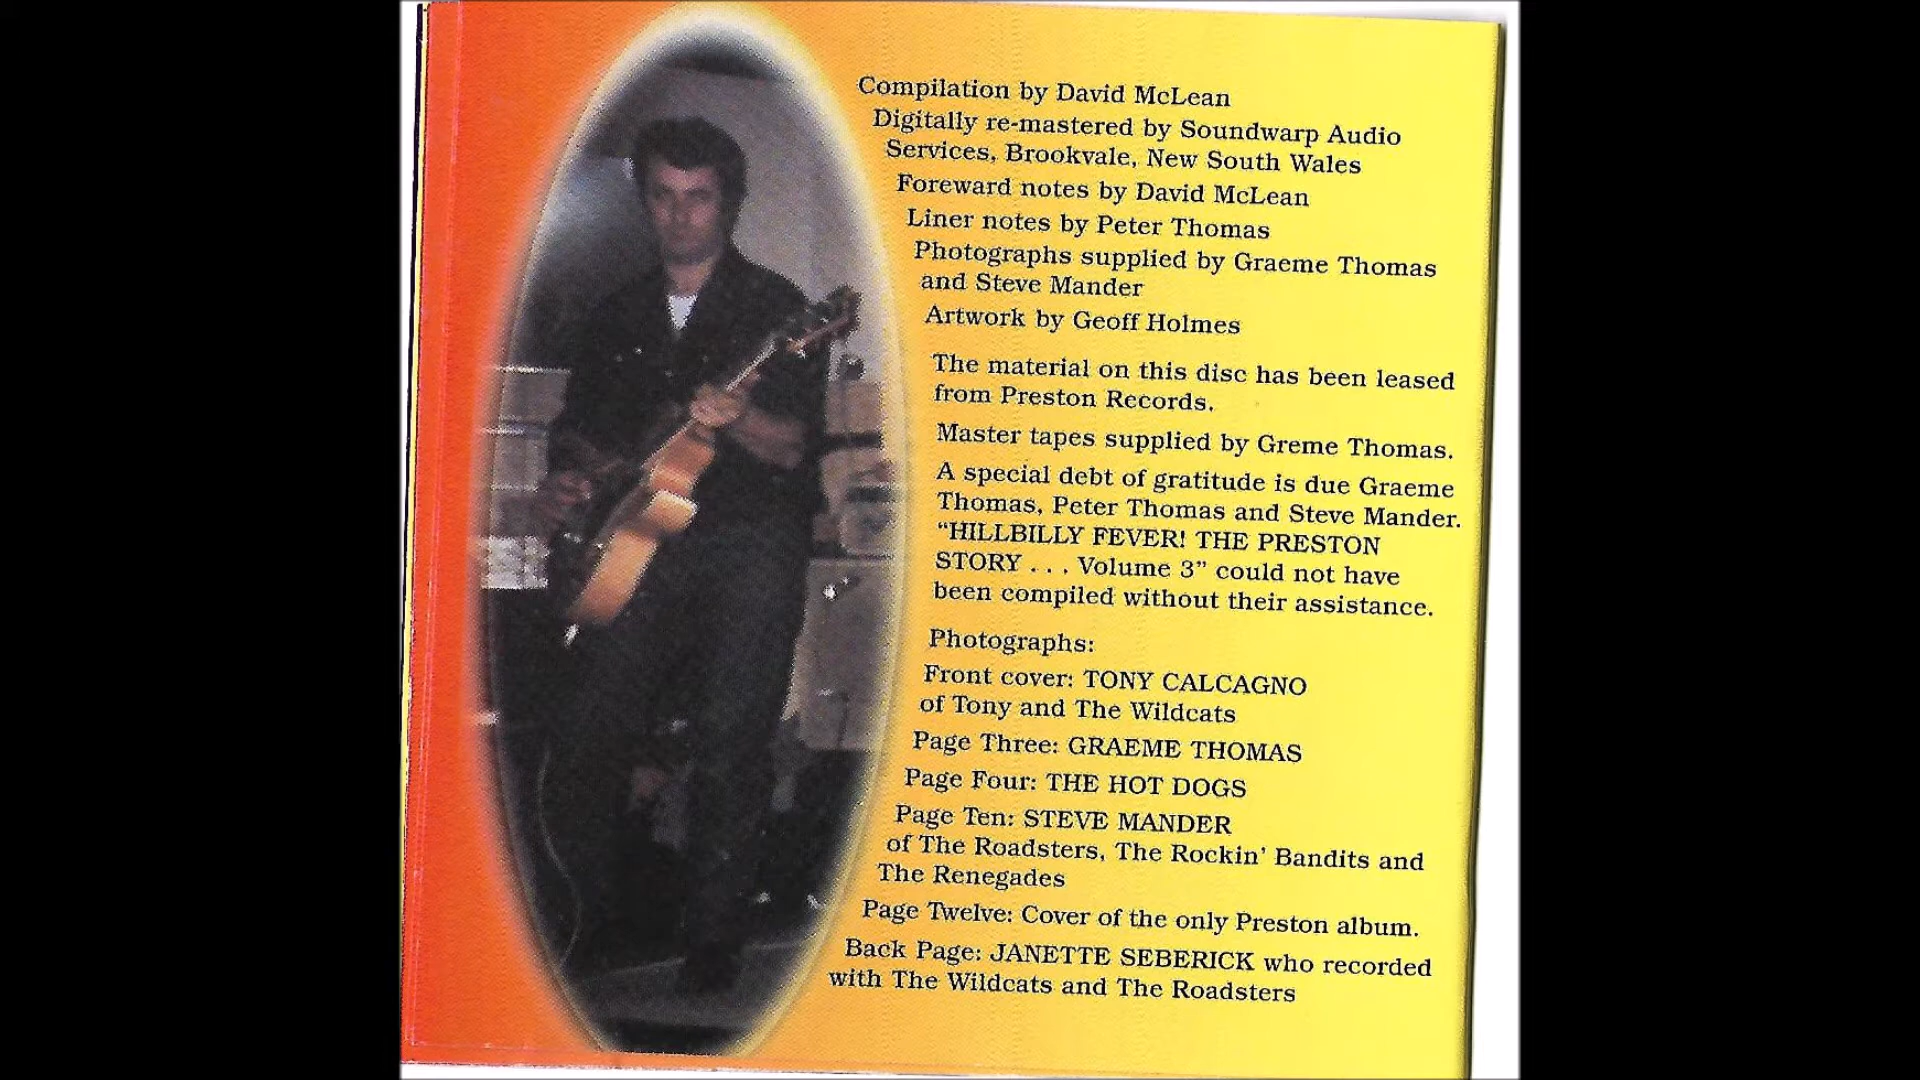 Compilation by David McLean
Digitally re-mastered by Soundwarp Audio
Services, Brookvale, New South Wales
Foreward notes by David McLean
Liner notes by Peter Thomas
Photographs supplied by Graeme Thomas
and Steve Mander
Artwork by Geoff Holmes
The material on this disc has been leased
from Preston Records.
Master tapes supplied by Greme Thomas.
A special debt of gratitude is due Graeme
Thomas, Peter Thomas and Steve Mander.
“HILLBILLY FEVER! THE PRESTON
STORY . . . Volume 3” could not have
been compiled without their assistance.
Photographs:
Front cover: TONY CALCAGNO
of Tony and The Wildcats
Page Three: GRAEME THOMAS
Page Four: THE HOT DOGS
Page Ten: STEVE MANDER
of The Roadsters, The Rockin’ Bandits and
The Renegades
Page Twelve: Cover of the only Preston album.
Back Page: JANETTE SEBERICK who recorded
with The Wildcats and The Roadsters